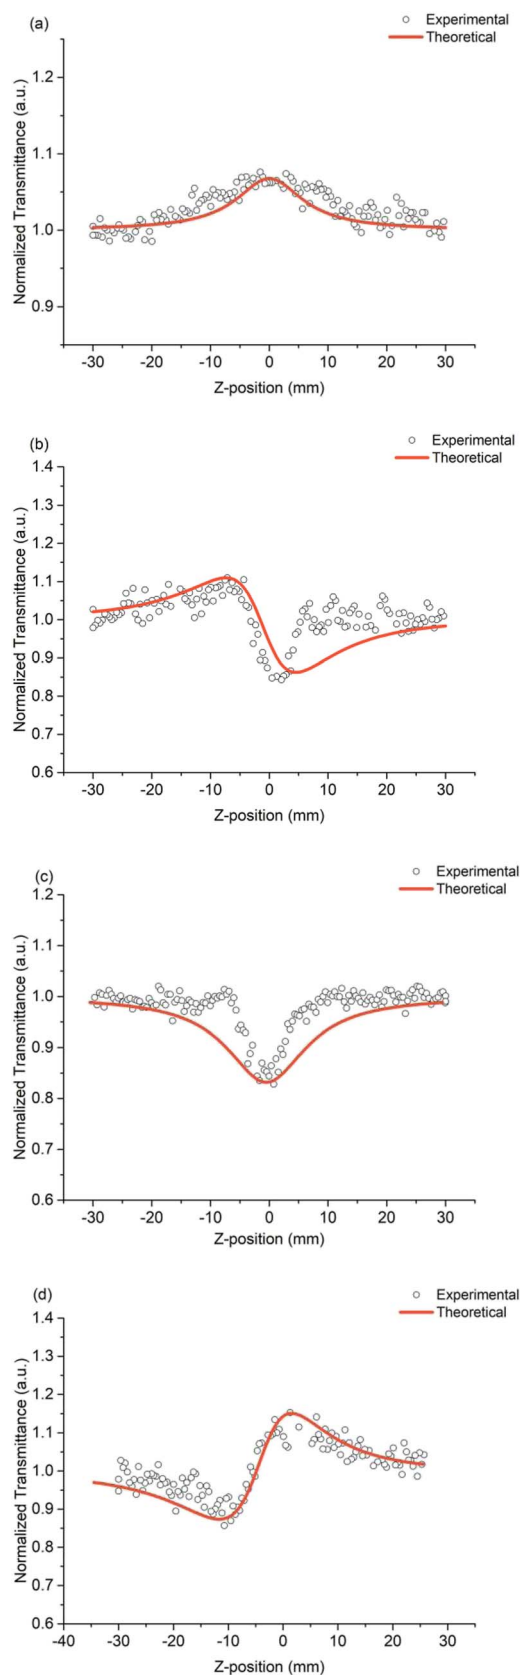 (a)
Experimental
Theoretical
Normalized Transmittance (a.u.)
1.2
1.1
1.0
0.9
-30 -20 -10 0 10 20 30
Z-position (mm)
(b)
Experimental
Theoretical
Normalized Transmittance (a.u.)
1.4
1.3
1.2
1.1
1.0
0.9
0.8
0.7
0.6
-30 -20 -10 0 10 20 30
Z-position (mm)
(c)
Experimental
Theoretical
Normalized Transmittance (a.u.)
1.2
1.1
1.0
0.9
0.8
0.7
0.6
-30 -20 -10 0 10 20 30
Z-position (mm)
(d)
Experimental
Theoretical
Normalized Transmittance (a.u.)
1.4
1.3
1.2
1.1
1.0
0.9
0.8
0.7
0.6
-40 -30 -20 -10 0 10 20 30
Z-position (mm)